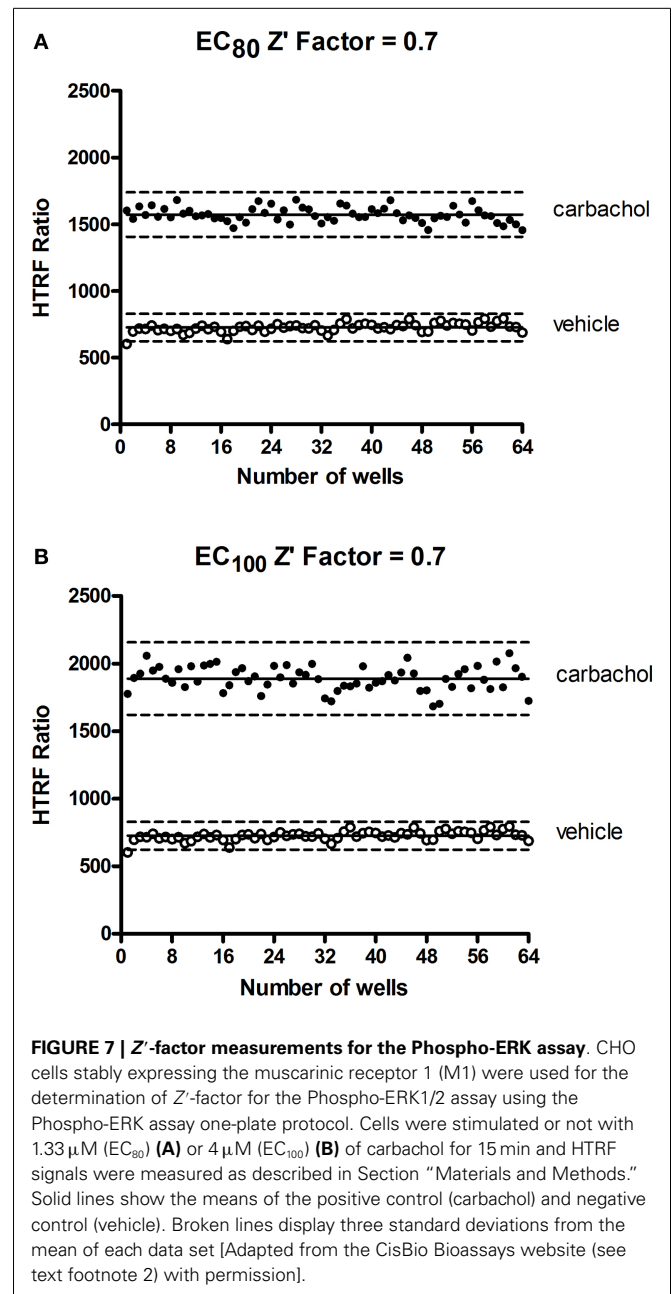 A
EC80 Z' Factor = 0.7
2500
2000
1500
1000
500
0
HTRF Ratio
carbachol
vehicle
0 8 16 24 32 40 48 56 64
Number of wells
B
EC100 Z' Factor = 0.7
2500
2000
1500
1000
500
0
HTRF Ratio
carbachol
vehicle
0 8 16 24 32 40 48 56 64
Number of wells
FIGURE 7 | Z′-factor measurements for the Phospho-ERK assay. CHO
cells stably expressing the muscarinic receptor 1 (M1) were used for the
determination of Z′-factor for the Phospho-ERK1/2 assay using the
Phospho-ERK assay one-plate protocol. Cells were stimulated or not with
1.33 μM (EC₈₀) (A) or 4 μM (EC₁₀₀) (B) of carbachol for 15 min and HTRF
signals were measured as described in Section “Materials and Methods.”
Solid lines show the means of the positive control (carbachol) and negative
control (vehicle). Broken lines display three standard deviations from the
mean of each data set [Adapted from the CisBio Bioassays website (see
text footnote 2) with permission].